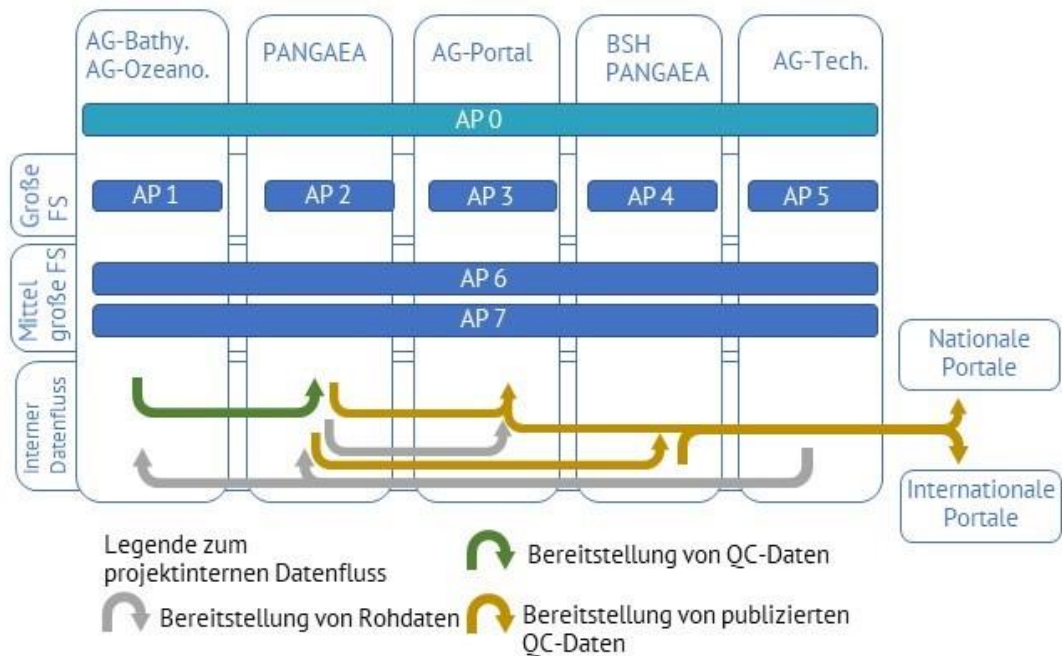 AG-Bathy.
AG-Ozeano.
PANGAEA
AG-Portal
BSH
PANGAEA
AG-Tech.
AP 0
Große
FS
AP 1
AP 2
AP 3
AP 4
AP 5
Mittel
große FS
AP 6
AP 7
Interner
Datenfluss
Nationale
Portale
Internationale
Portale
Legende zum
projektinternen Datenfluss
Bereitstellung von QC-Daten
Bereitstellung von Rohdaten
Bereitstellung von publizierten
QC-Daten